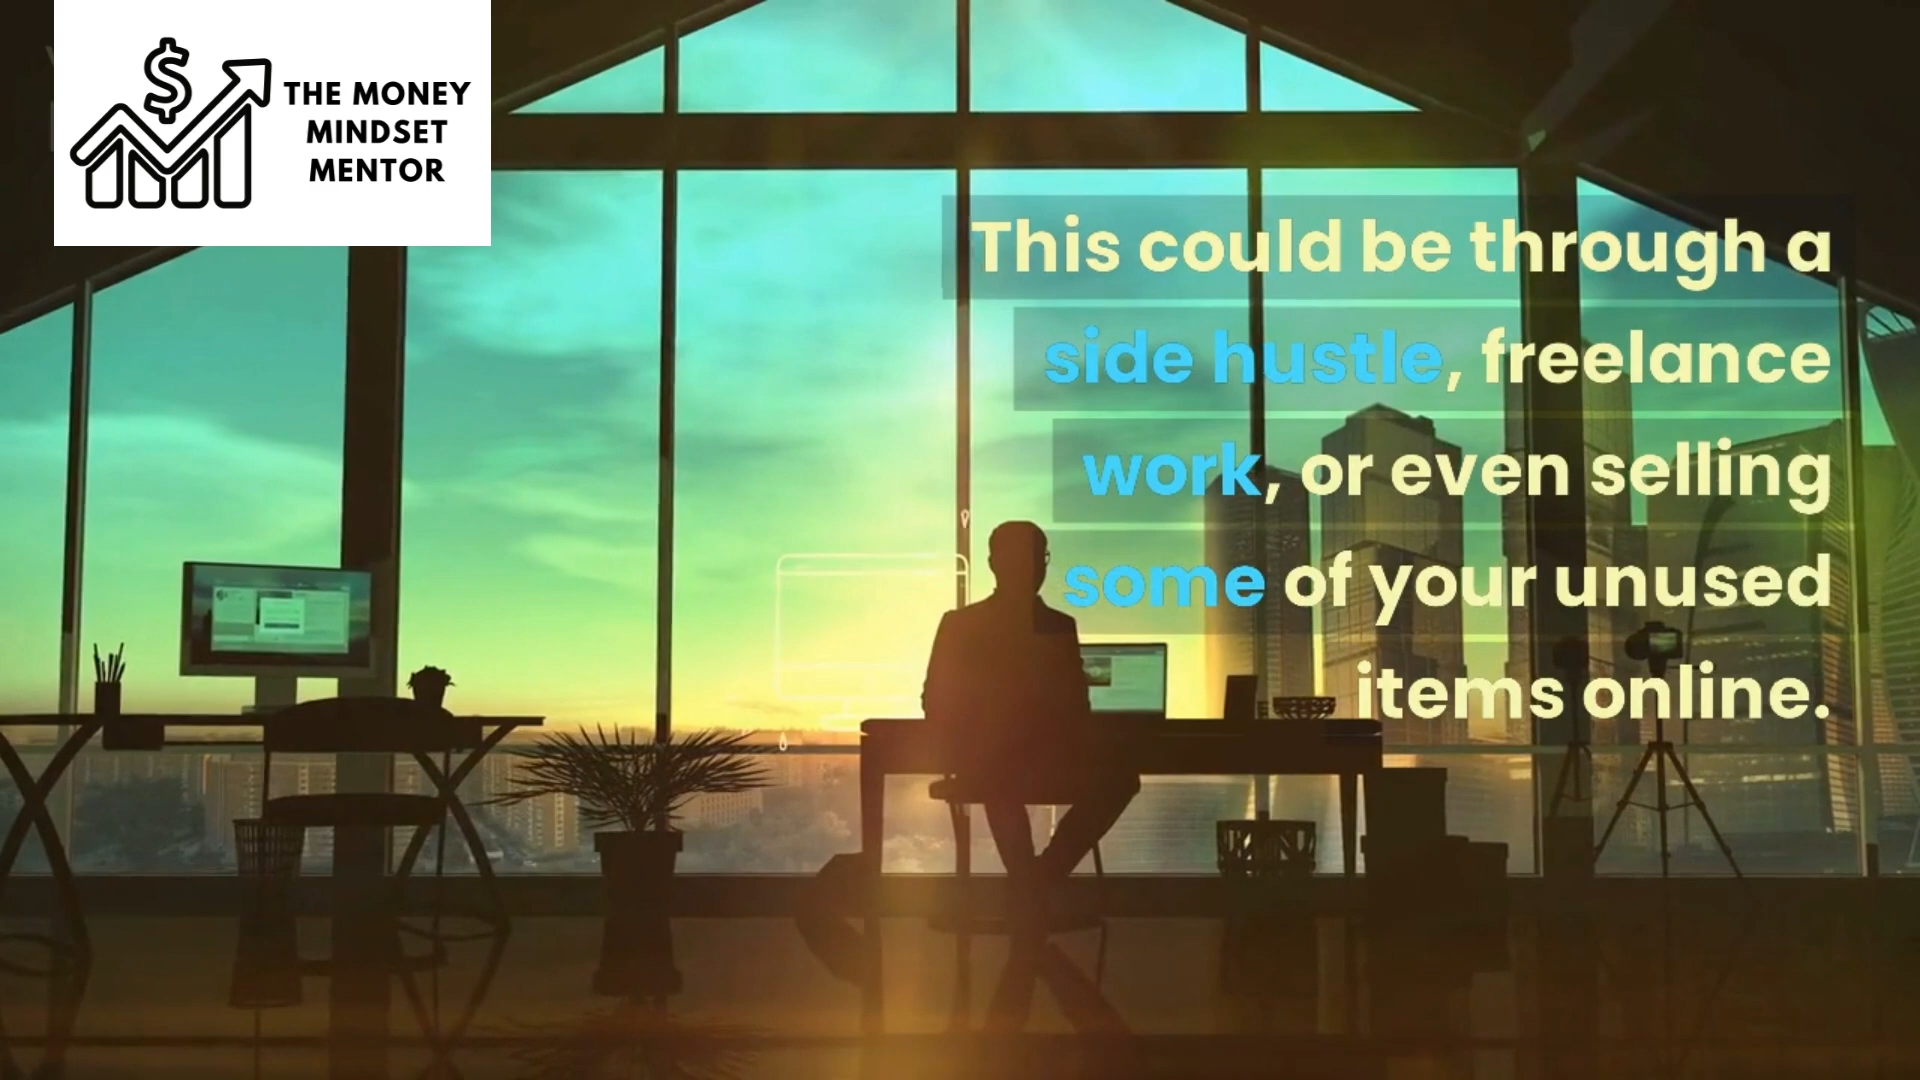 THE MONEY
MINDSET
MENTOR
This could be through a
side hustle, freelance
work, or even selling
some of your unused
items online.